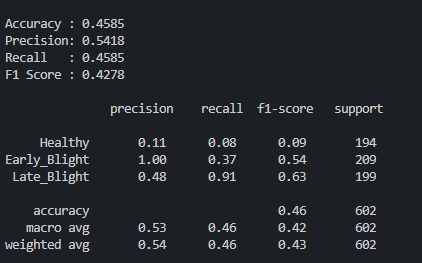 Accuracy : 0.4585
Precision: 0.5418
Recall   : 0.4585
F1 Score : 0.4278
precision    recall  f1-score   support
Healthy       0.11      0.08      0.09       194
Early_Blight       1.00      0.37      0.54       209
Late_Blight       0.48      0.91      0.63       199
accuracy                           0.46       602
macro avg       0.53      0.46      0.42       602
weighted avg       0.54      0.46      0.43       602